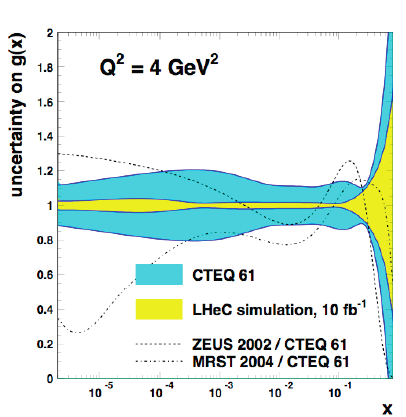 uncertainty on g(x)
2
1.8
1.6
1.4
1.2
1
0.8
0.6
0.4
0.2
0
Q² = 4 GeV²
CTEQ 61
LHeC simulation, 10 fb⁻¹
ZEUS 2002 / CTEQ 61
MRST 2004 / CTEQ 61
10⁻⁵ 10⁻⁴ 10⁻³ 10⁻² 10⁻¹
x